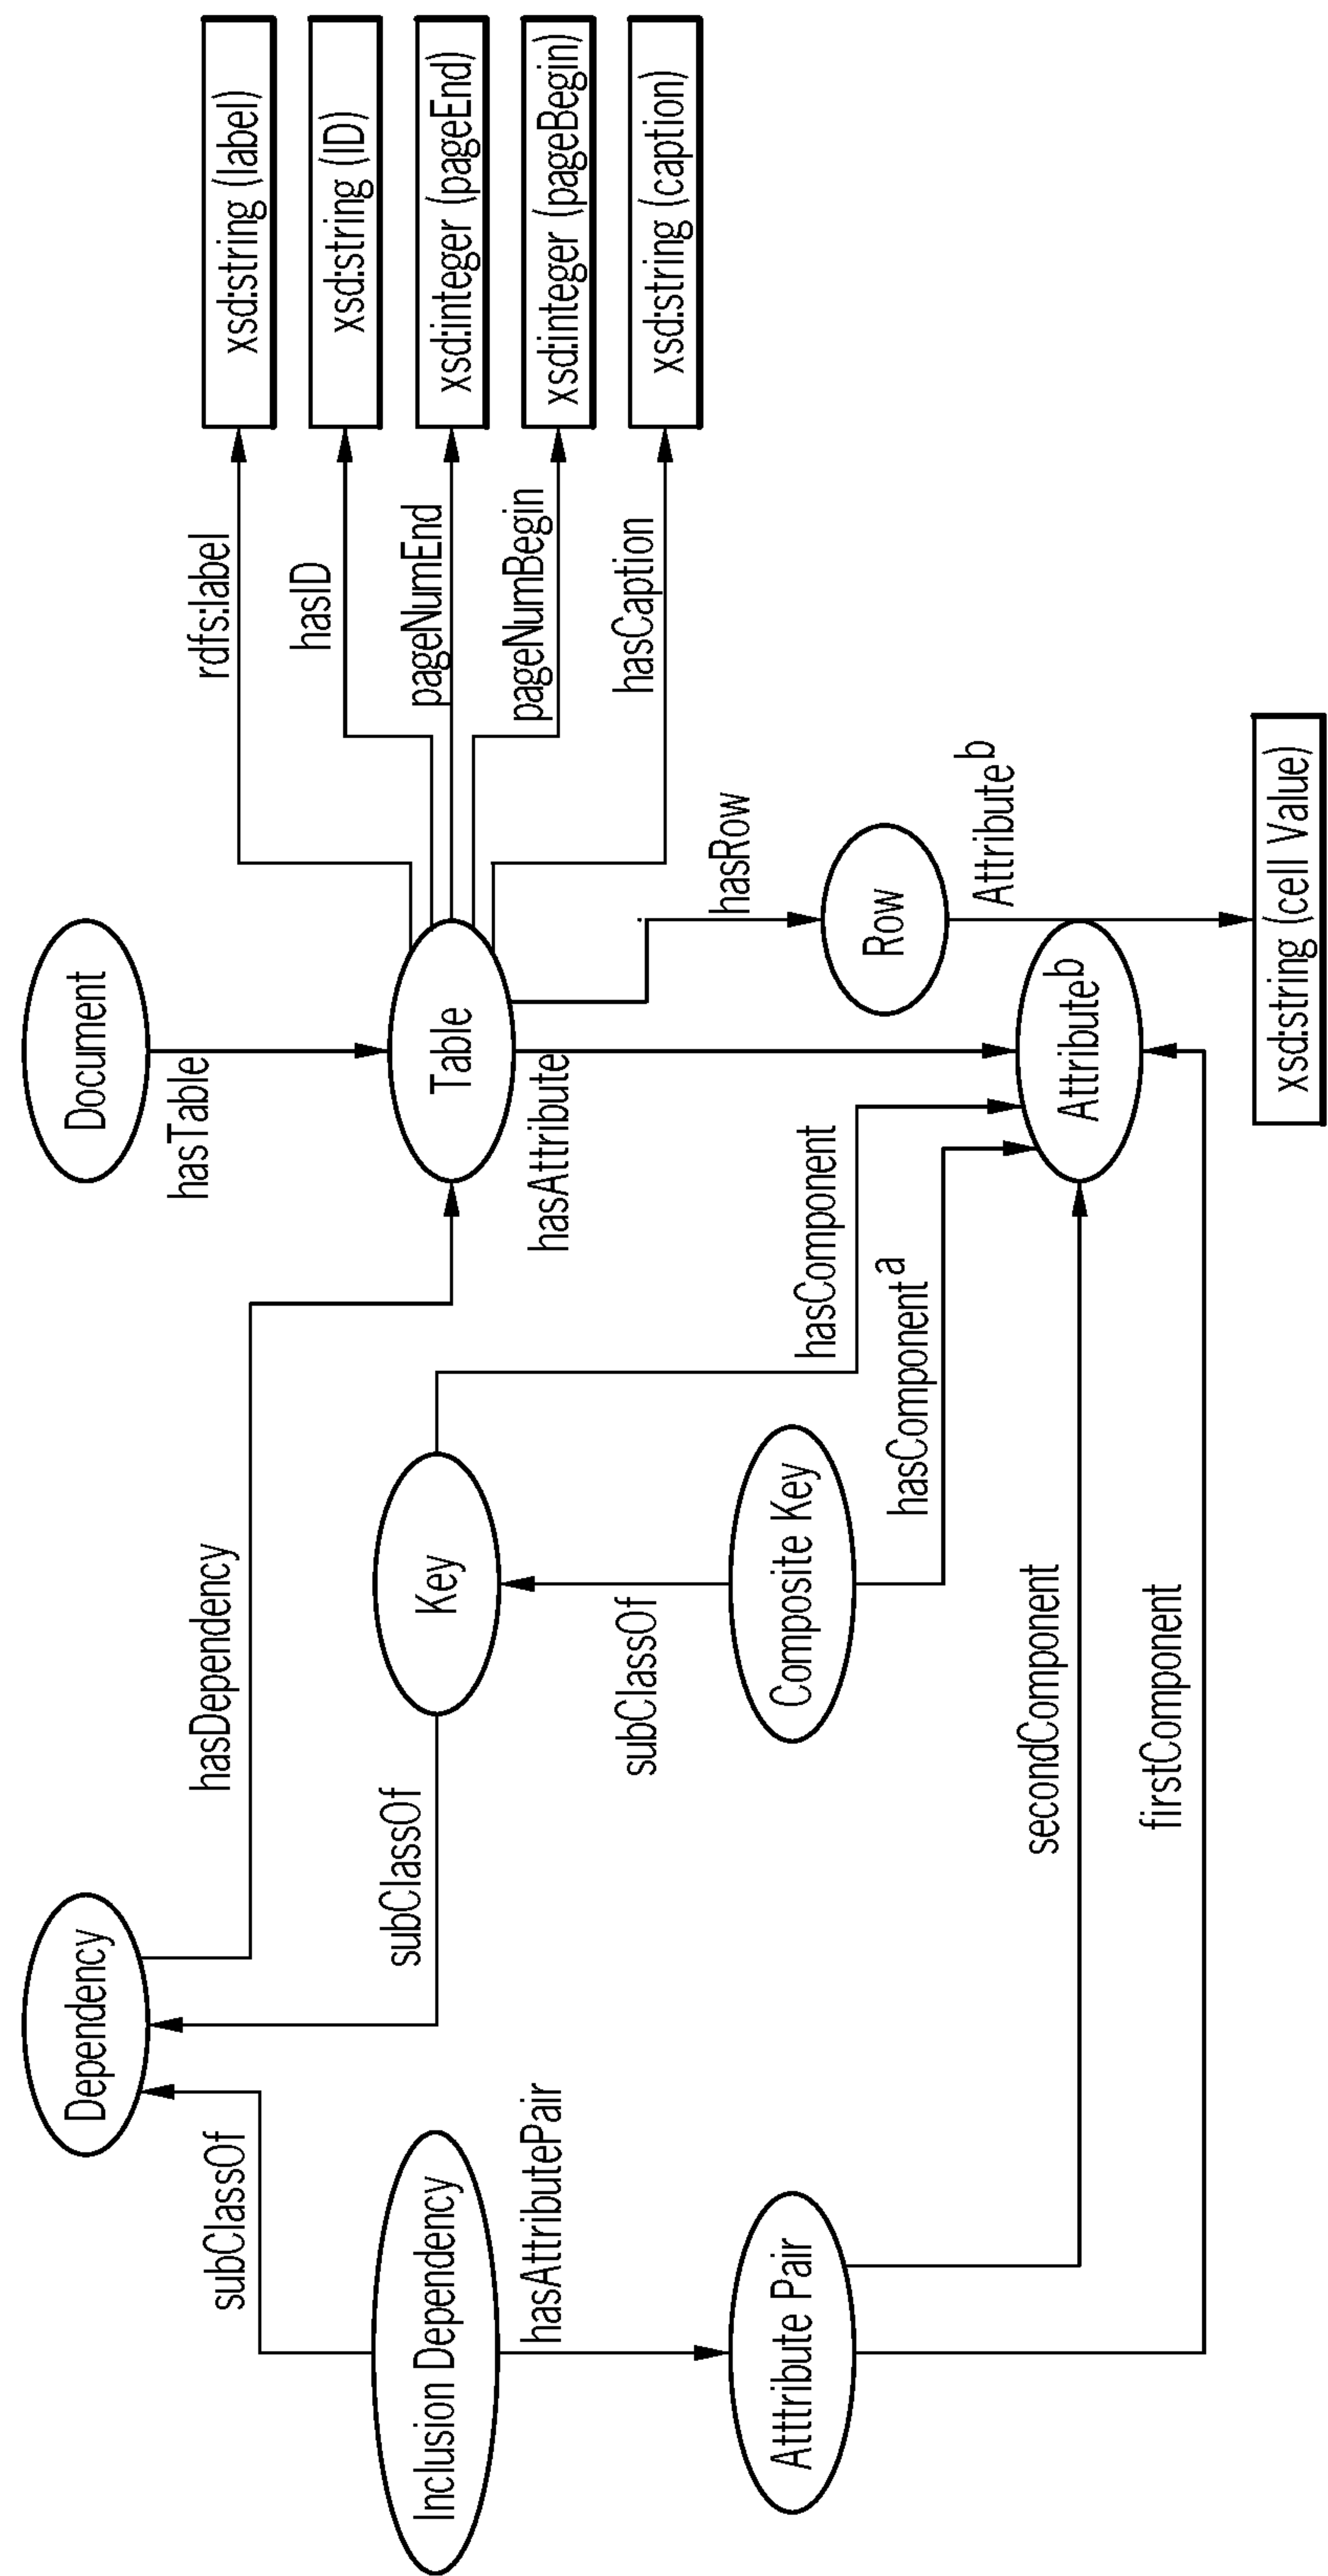 Document
hasTable
Dependency
hasDependency
subClassOf
subClassOf
Inclusion Dependency
hasAttributePair
Key
subClassOf
Composite Key
Atttribute Pair
Table
hasAttribute
hasComponent
hasComponent a
secondComponent
firstComponent
rdfs:label
xsd:string (label)
hasID
xsd:string (ID)
pageNumEnd
xsd:integer (pageEnd)
pageNumBegin
xsd:integer (pageBegin)
hasCaption
xsd:string (caption)
hasRow
Row
Attribute b
Attribute b
xsd:string (cell Value)